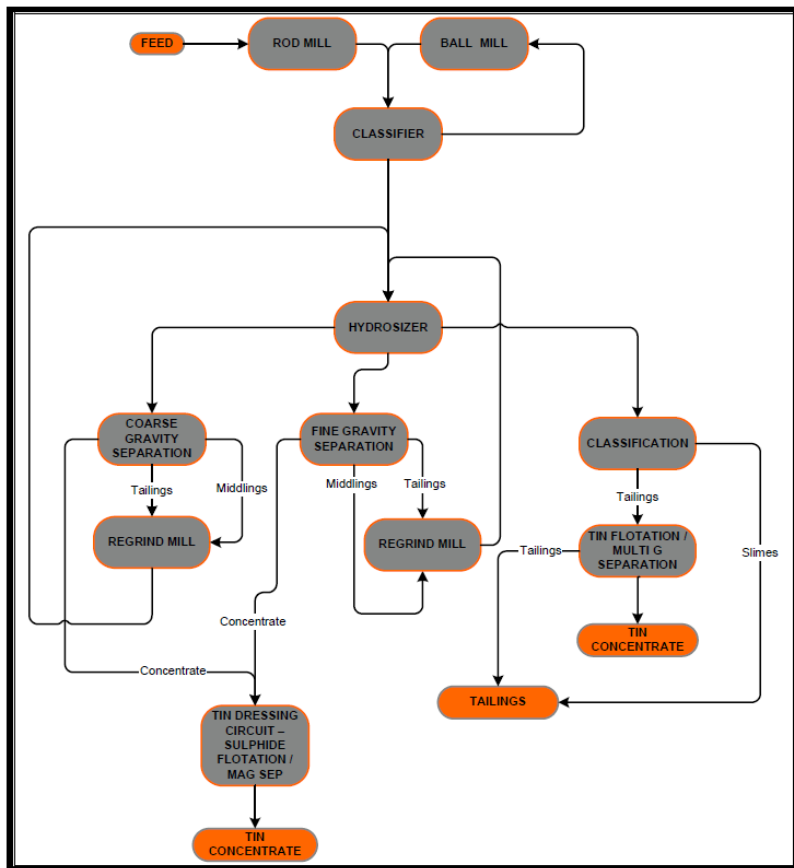 FEED
ROD MILL
BALL MILL
CLASSIFIER
HYDROSIZER
COARSE
GRAVITY
SEPARATION
FINE GRAVITY
SEPARATION
CLASSIFICATION
Tailings
Middlings
Middlings
Tailings
Tailings
REGRIND MILL
REGRIND MILL
TIN FLOTATION /
MULTI G
SEPARATION
Tailings
Slimes
Concentrate
TIN
CONCENTRATE
Concentrate
TAILINGS
TIN DRESSING
CIRCUIT –
SULPHIDE
FLOTATION /
MAG SEP
TIN
CONCENTRATE